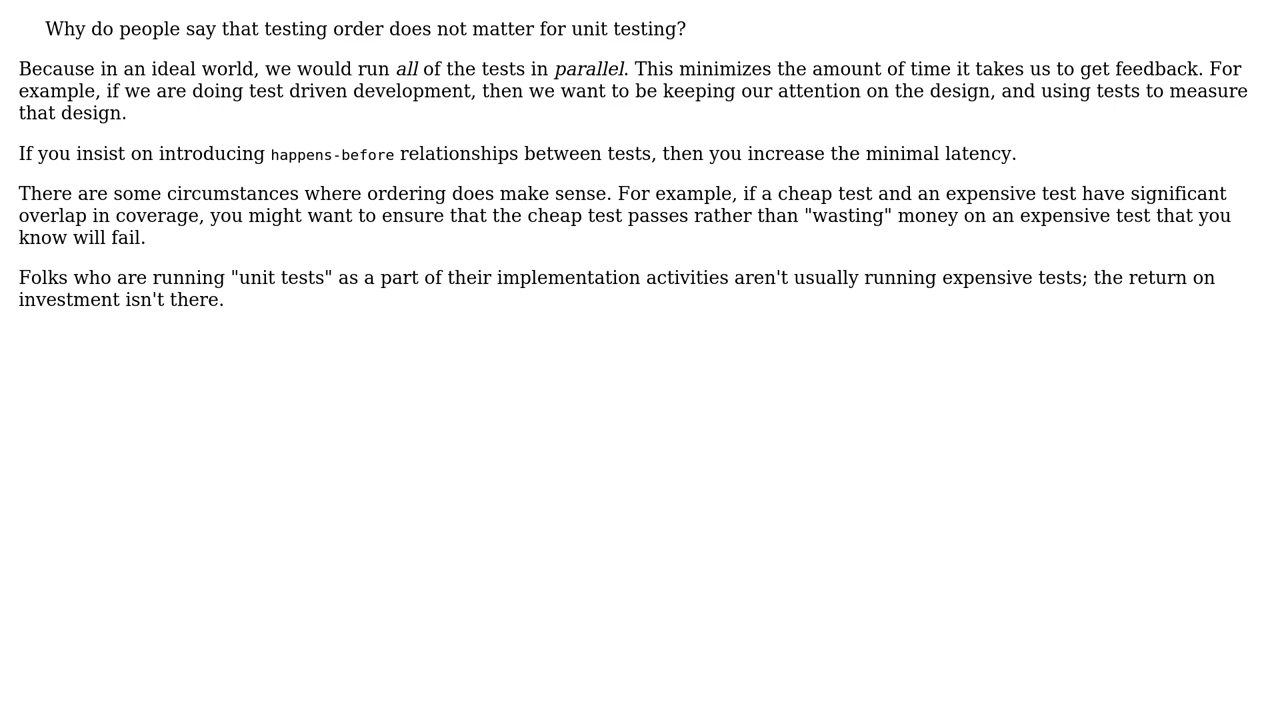 Why do people say that testing order does not matter for unit testing?
Because in an ideal world, we would run all of the tests in parallel. This minimizes the amount of time it takes us to get feedback. For
example, if we are doing test driven development, then we want to be keeping our attention on the design, and using tests to measure
that design.
If you insist on introducing happens-before relationships between tests, then you increase the minimal latency.
There are some circumstances where ordering does make sense. For example, if a cheap test and an expensive test have significant
overlap in coverage, you might want to ensure that the cheap test passes rather than "wasting" money on an expensive test that you
know will fail.
Folks who are running "unit tests" as a part of their implementation activities aren't usually running expensive tests; the return on
investment isn't there.